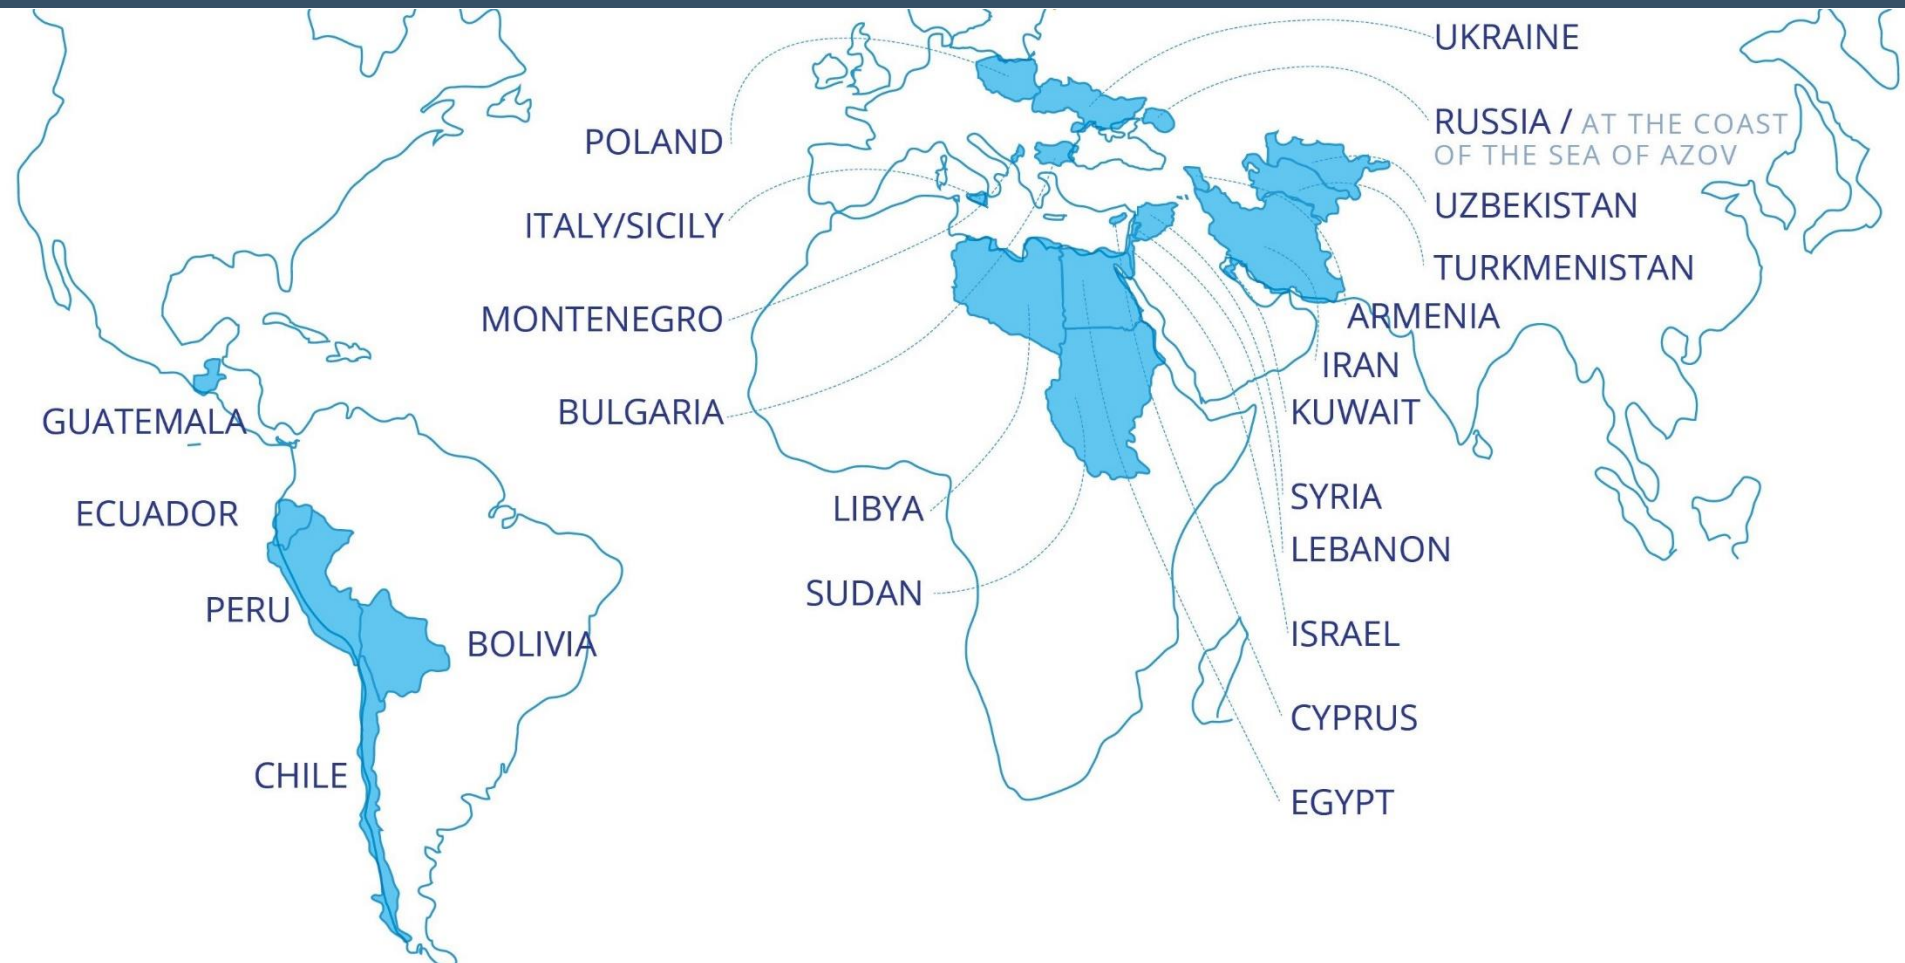 UKRAINE
RUSSIA / AT THE COAST
OF THE SEA OF AZOV
POLAND
UZBEKISTAN
ITALY/SICILY
TURKMENISTAN
MONTENEGRO
ARMENIA
IRAN
BULGARIA
KUWAIT
GUATEMALA
SYRIA
LIBYA
ECUADOR
LEBANON
SUDAN
PERU
ISRAEL
BOLIVIA
CYPRUS
CHILE
EGYPT